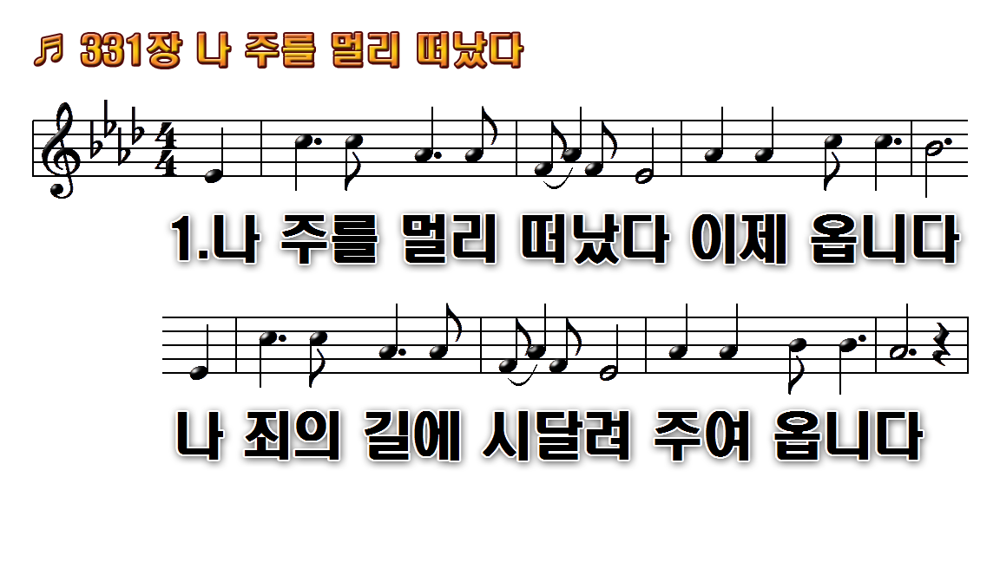 331장 나 주를 멀리 떠났다
1.나 주를 멀리 떠났다 이제 옵니다
나 죄의 길에 시달려 주여 옵니다